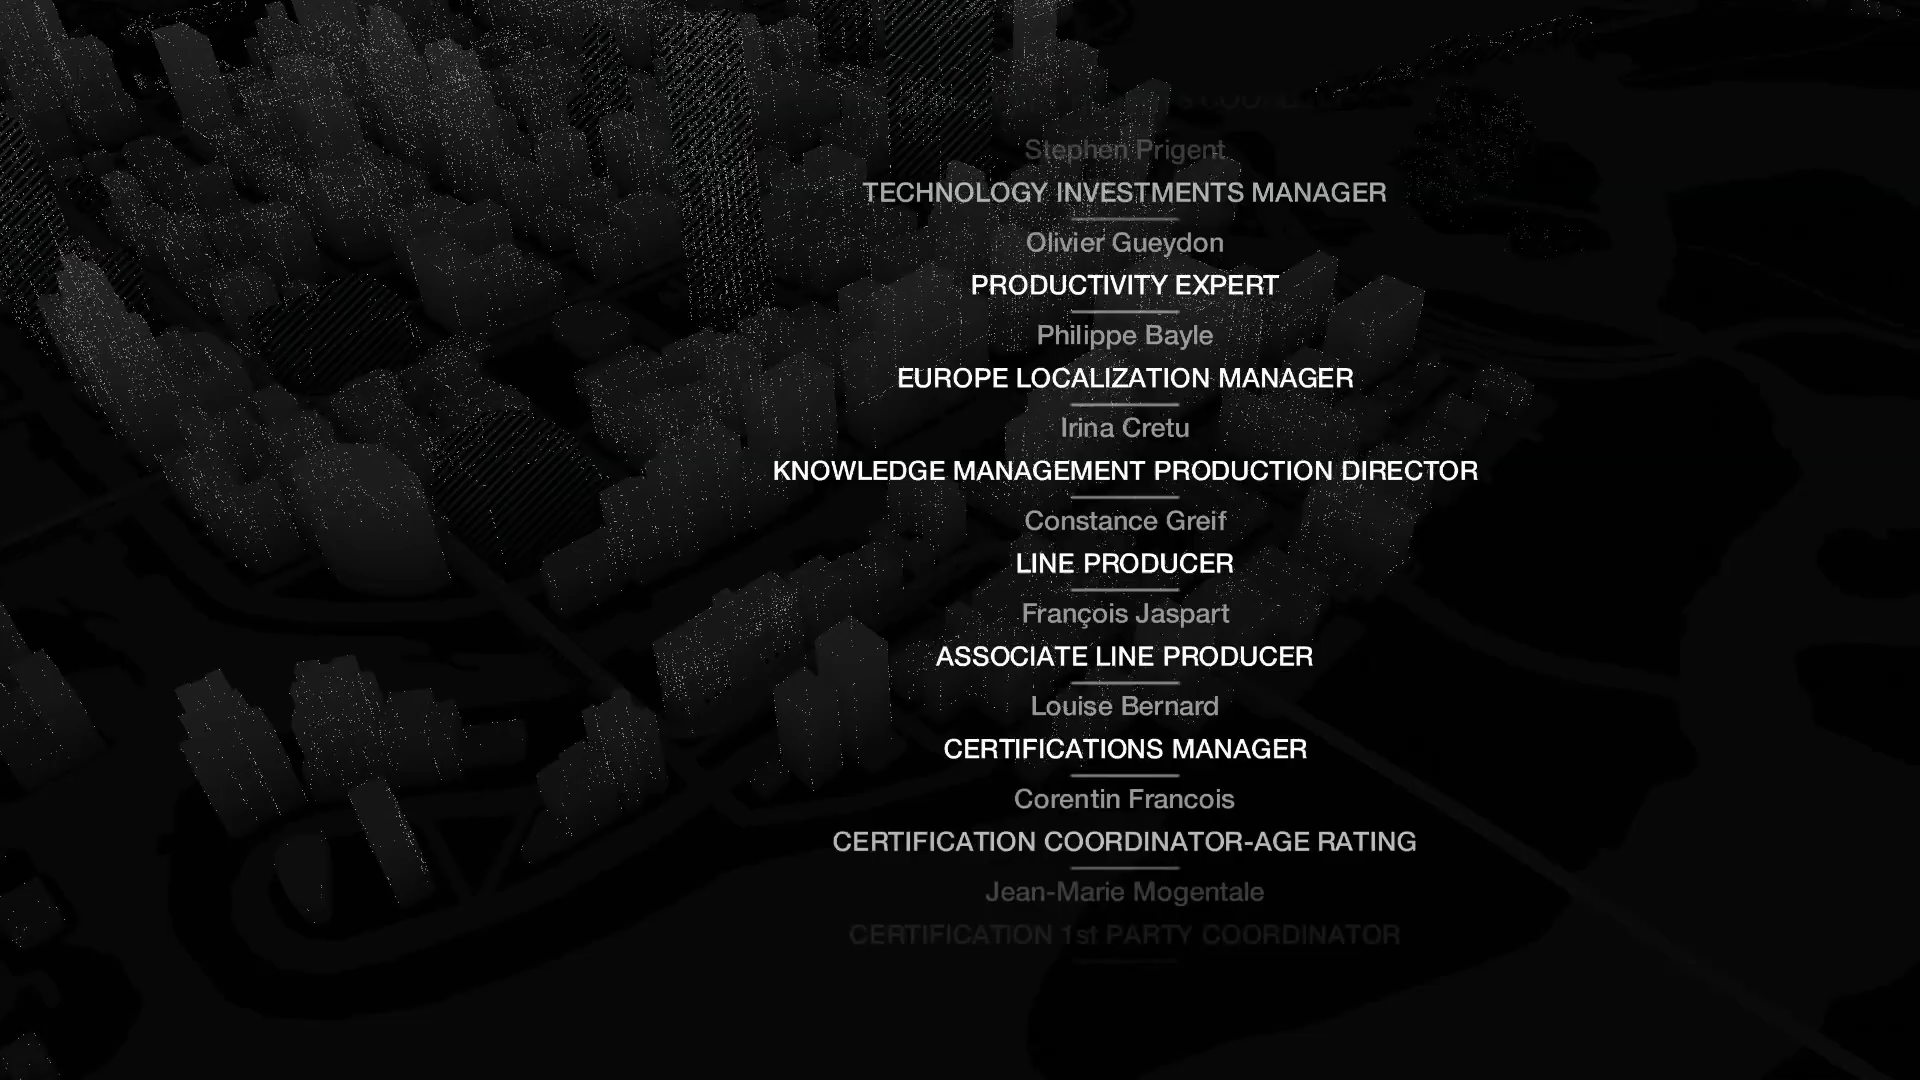 Stephen Prigent
TECHNOLOGY INVESTMENTS MANAGER
Olivier Gueydon
PRODUCTIVITY EXPERT
Philippe Bayle
EUROPE LOCALIZATION MANAGER
Irina Cretu
KNOWLEDGE MANAGEMENT PRODUCTION DIRECTOR
Constance Greif
LINE PRODUCER
François Jaspart
ASSOCIATE LINE PRODUCER
Louise Bernard
CERTIFICATIONS MANAGER
Corentin Francois
CERTIFICATION COORDINATOR-AGE RATING
Jean-Marie Mogentale
CERTIFICATION 1st PARTY COORDINATOR